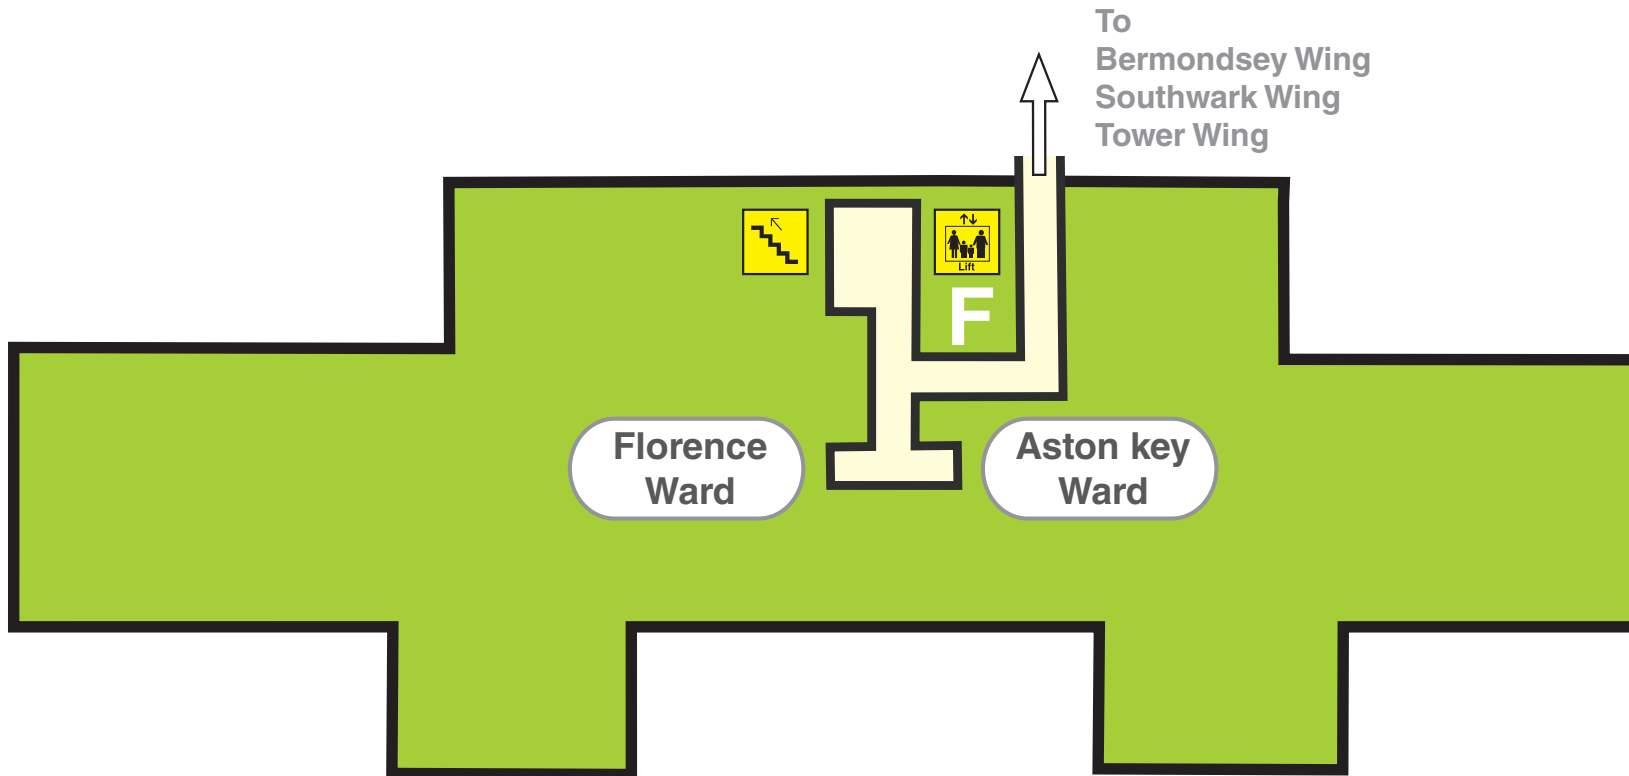 To
Bermondsey Wing
Southwark Wing
Tower Wing
Lift
F
Florence
Ward
Aston key
Ward